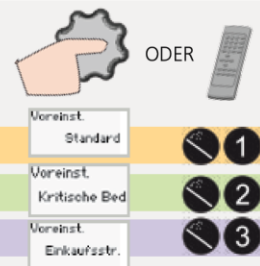 ODER
Voreinst.
Standard
1
Voreinst.
Kritische Bed
2
Voreinst.
Einkaufsstr.
3